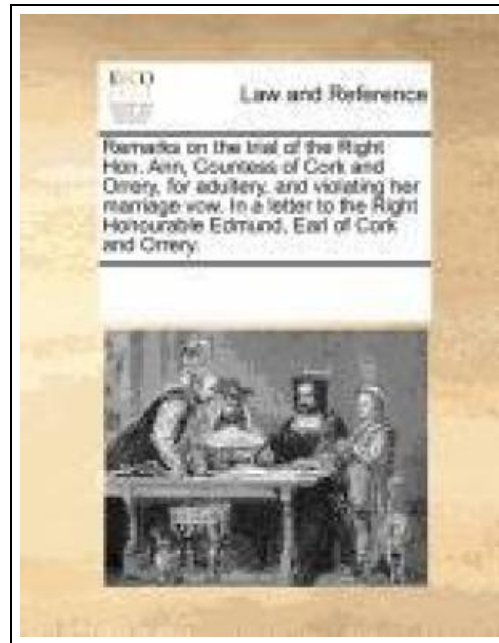 ECCO
Law and Reference
Remarks on the trial of the Right
Hon. Ann, Countess of Cork and
Orrery, for adultery, and violating her
marriage vow. In a letter to the Right
Honourable Edmund, Earl of Cork
and Orrery.